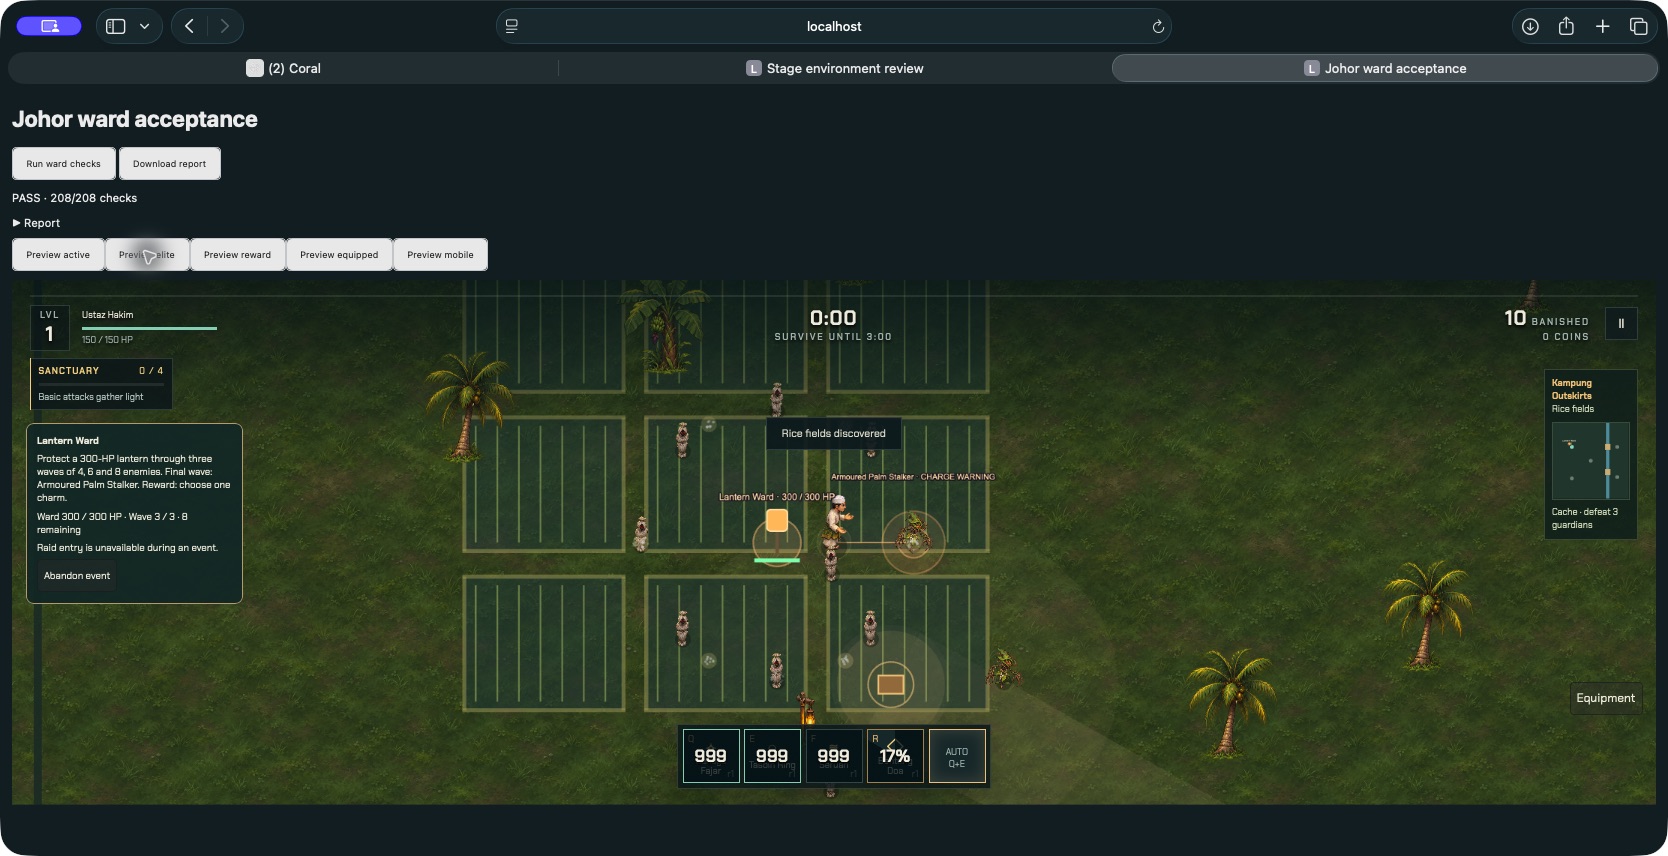 localhost
(2) Coral
L Stage environment review
L Johor ward acceptance
Johor ward acceptance
Run ward checks
Download report
PASS · 208/208 checks
Report
Preview active
Preview elite
Preview reward
Preview equipped
Preview mobile
LVL
1
Ustaz Hakim
150 / 150 HP
SANCTUARY 0 / 4
Basic attacks gather light
0:00
SURVIVE UNTIL 3:00
10 BANISHED
0 COINS
Lantern Ward
Protect a 300-HP lantern through three
waves of 4, 6 and 8 enemies. Final wave:
Armoured Palm Stalker. Reward: choose one
charm.
Ward 300 / 300 HP · Wave 3 / 3 · 8
remaining
Raid entry is unavailable during an event.
Abandon event
Rice fields discovered
Armoured Palm Stalker · CHARGE WARNING
Lantern Ward · 300 / 300 HP
Kampung
Outskirts
Rice fields
Cache · defeat 3
guardians
Equipment
Q
999
Fajar
r1
E
999
r1
F
999
r1
R
17%
Doa
r1
AUTO
Q+E